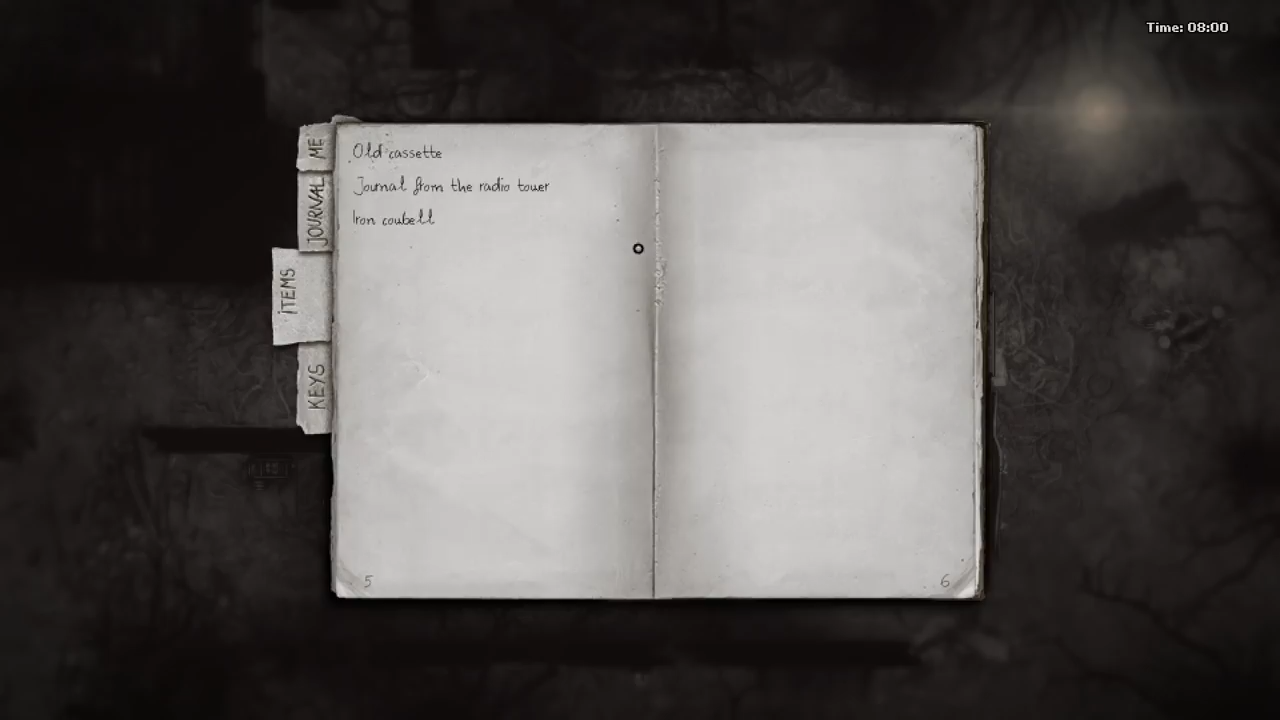 Time: 08:00
ME
JOURNAL
ITEMS
KEYS
Old cassette
Journal from the radio tower
Iron cowbell
5
6